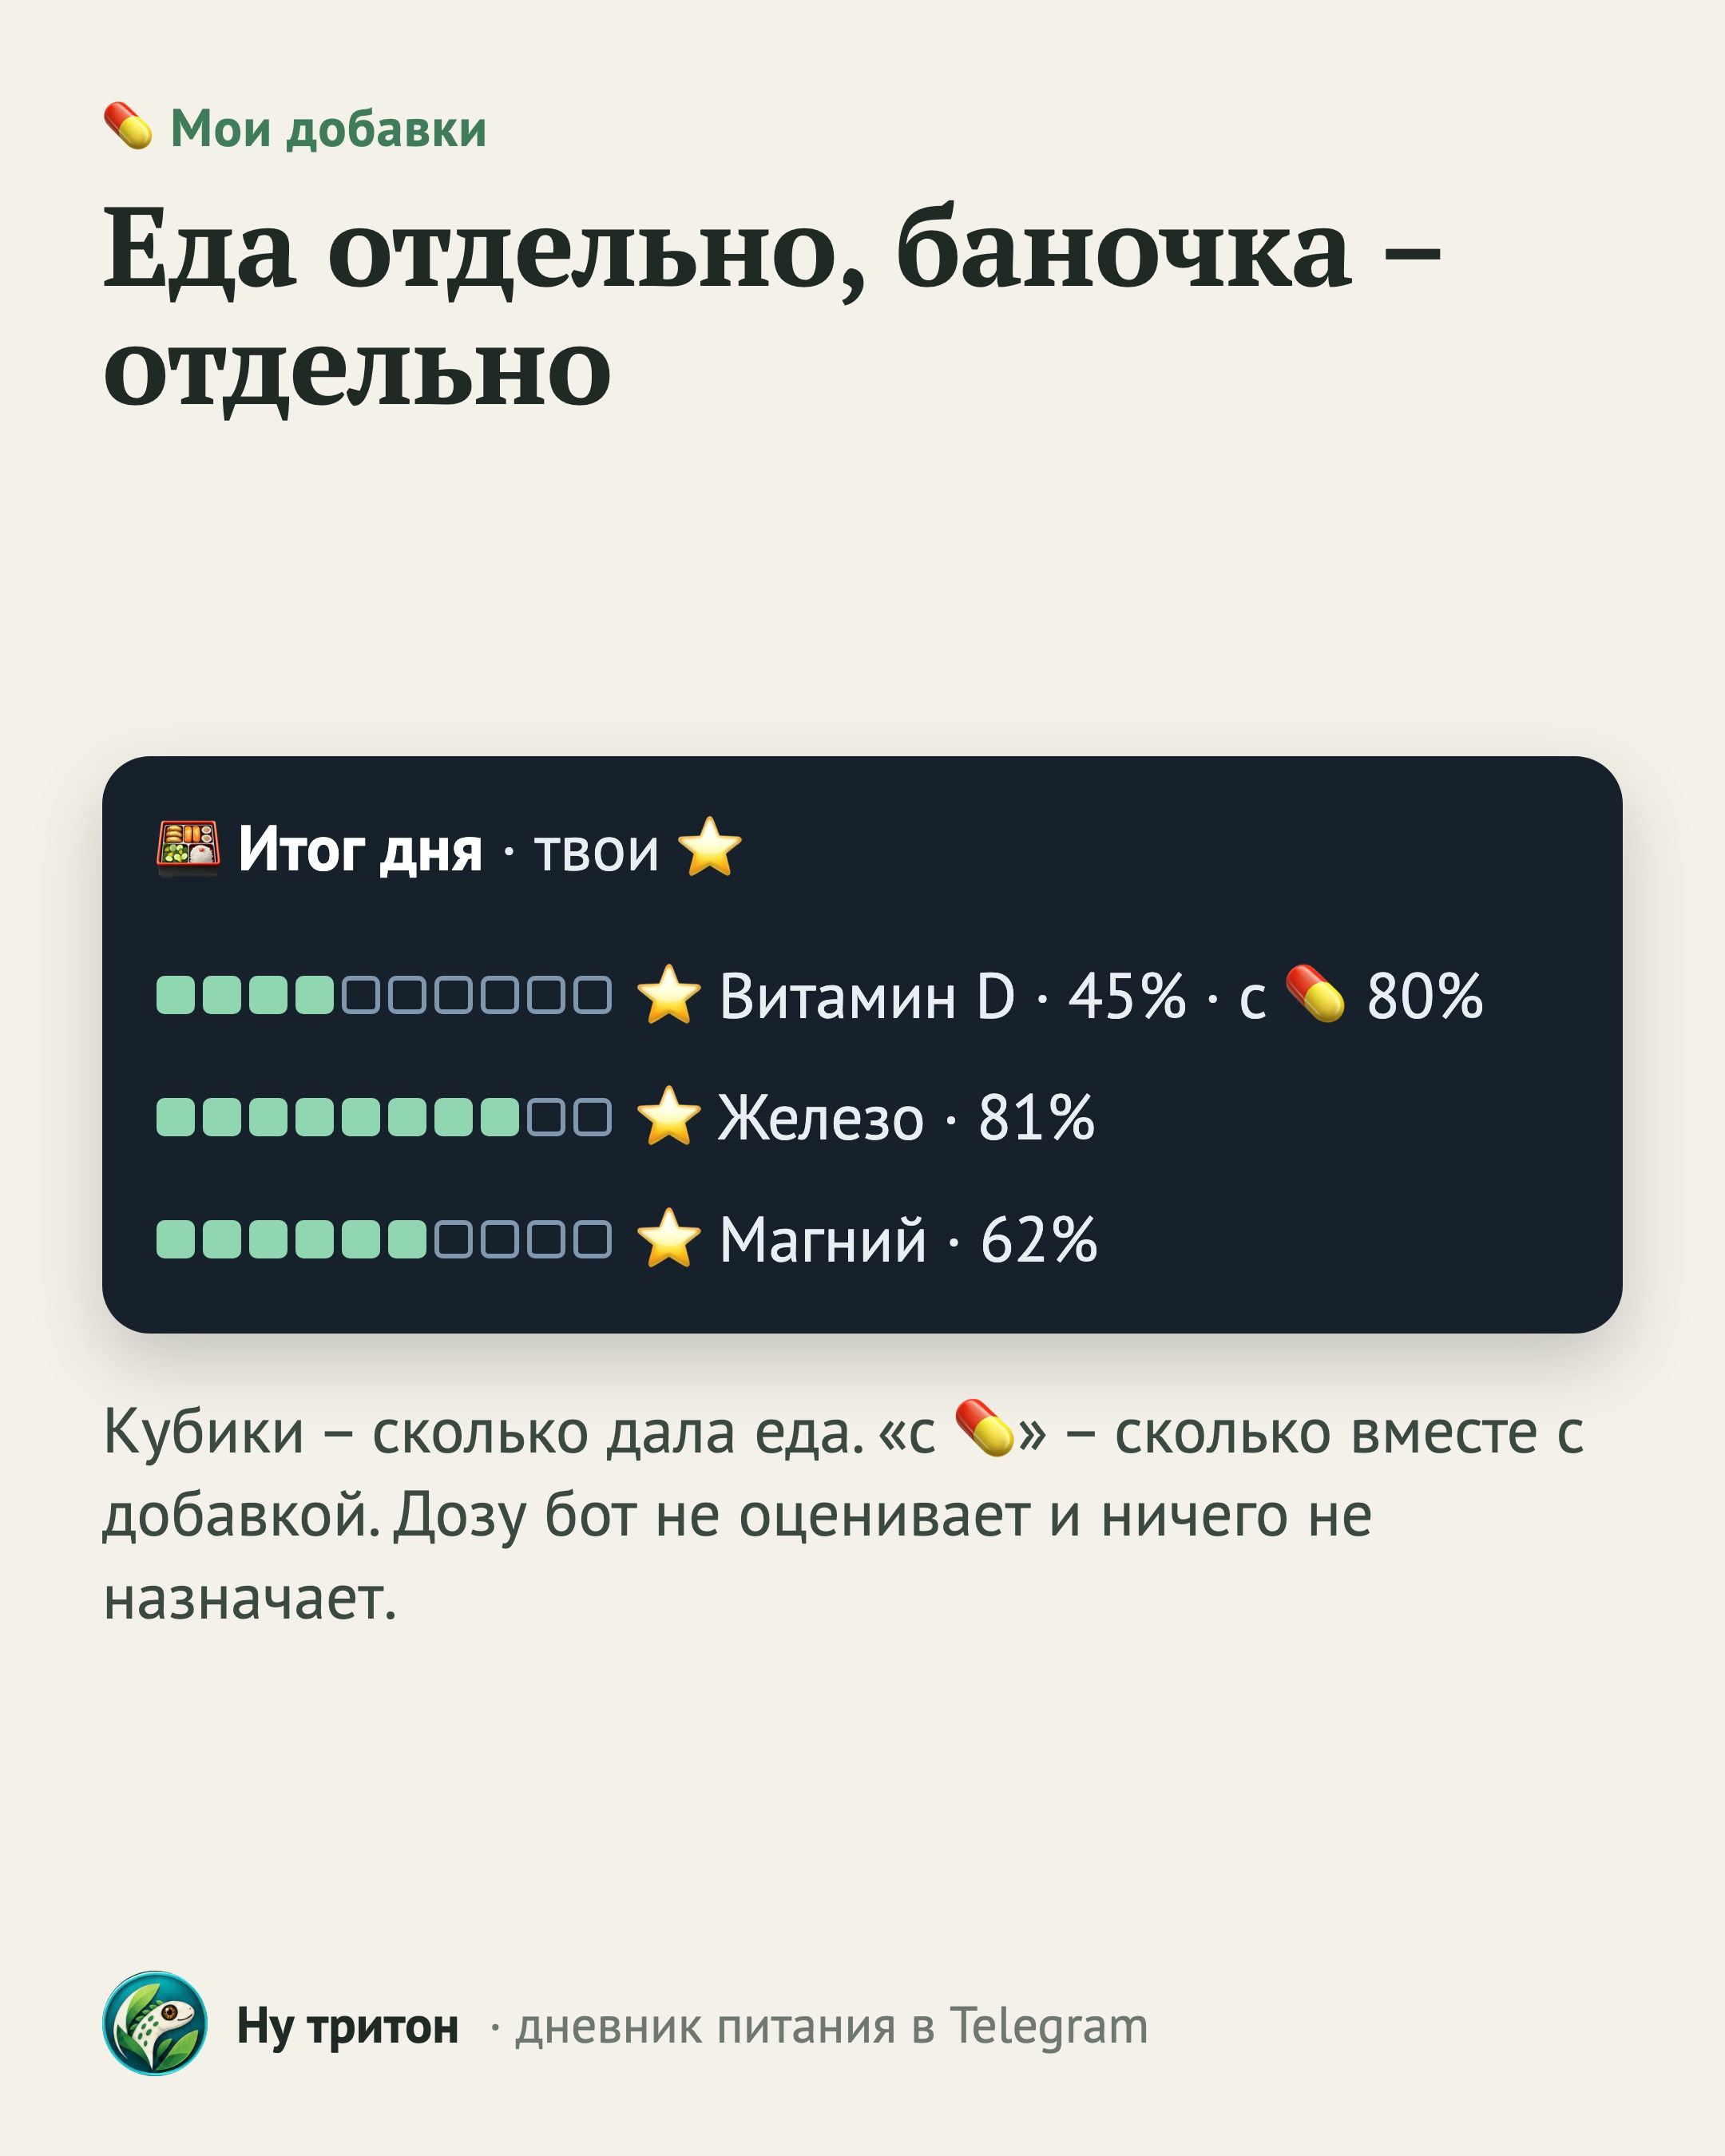 💊 Мои добавки
Еда отдельно, баночка –
отдельно
🍱 Итог дня · твои ⭐
⭐ Витамин D · 45% · с 💊 80%
⭐ Железо · 81%
⭐ Магний · 62%
Кубики – сколько дала еда. «с 💊» – сколько вместе с
добавкой. Дозу бот не оценивает и ничего не
назначает.
Ну тритон · дневник питания в Telegram